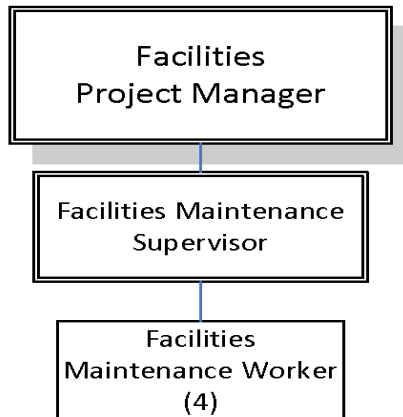 Facilities
Project Manager
Facilities Maintenance
Supervisor
Facilities
Maintenance Worker
(4)